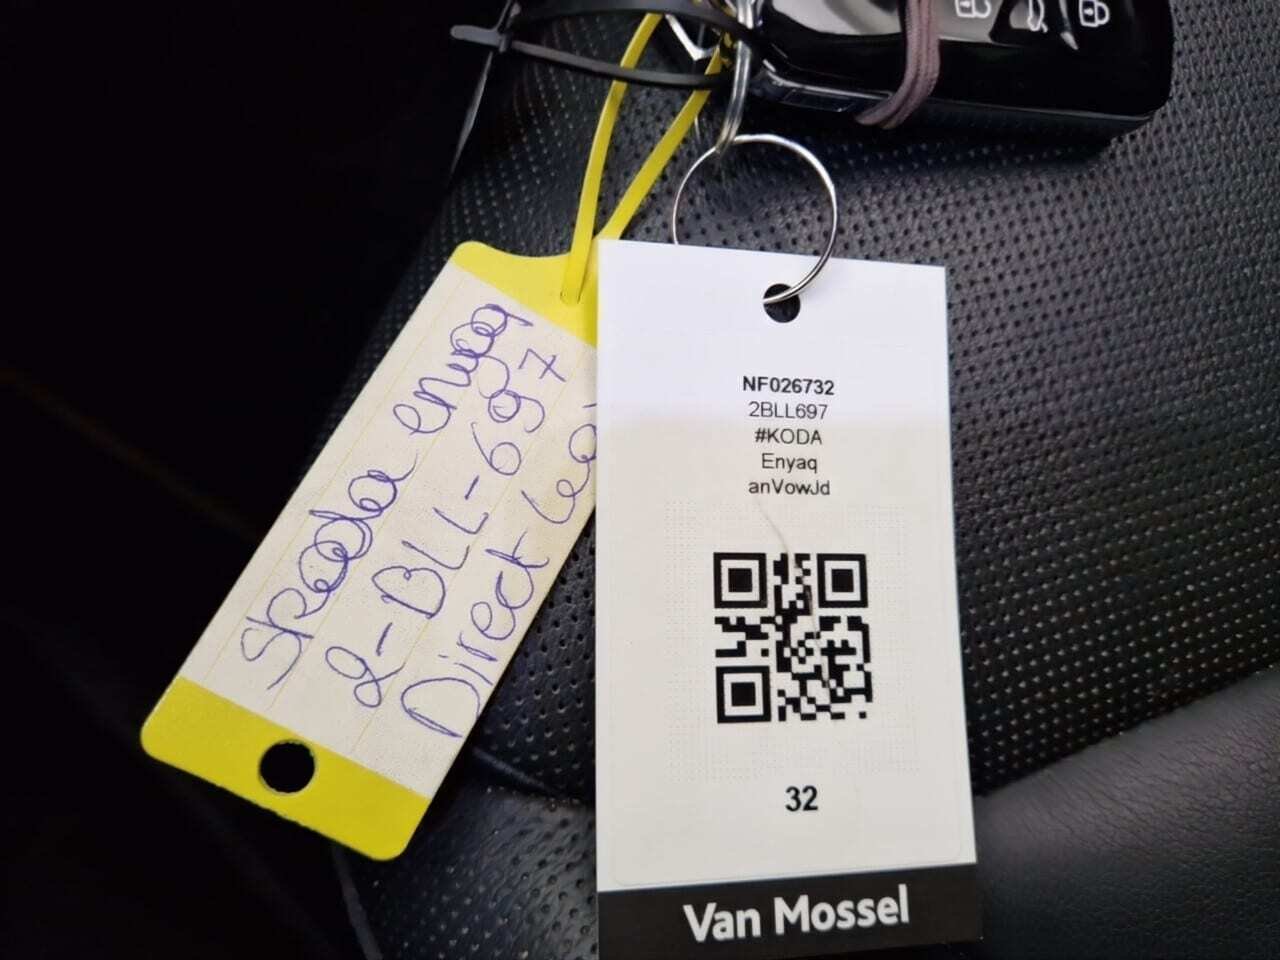 Skoda enyaq
2-BLL-697
Direct
NF026732
2BLL697
#KODA
Enyaq
anVowJd
32
Van Mossel